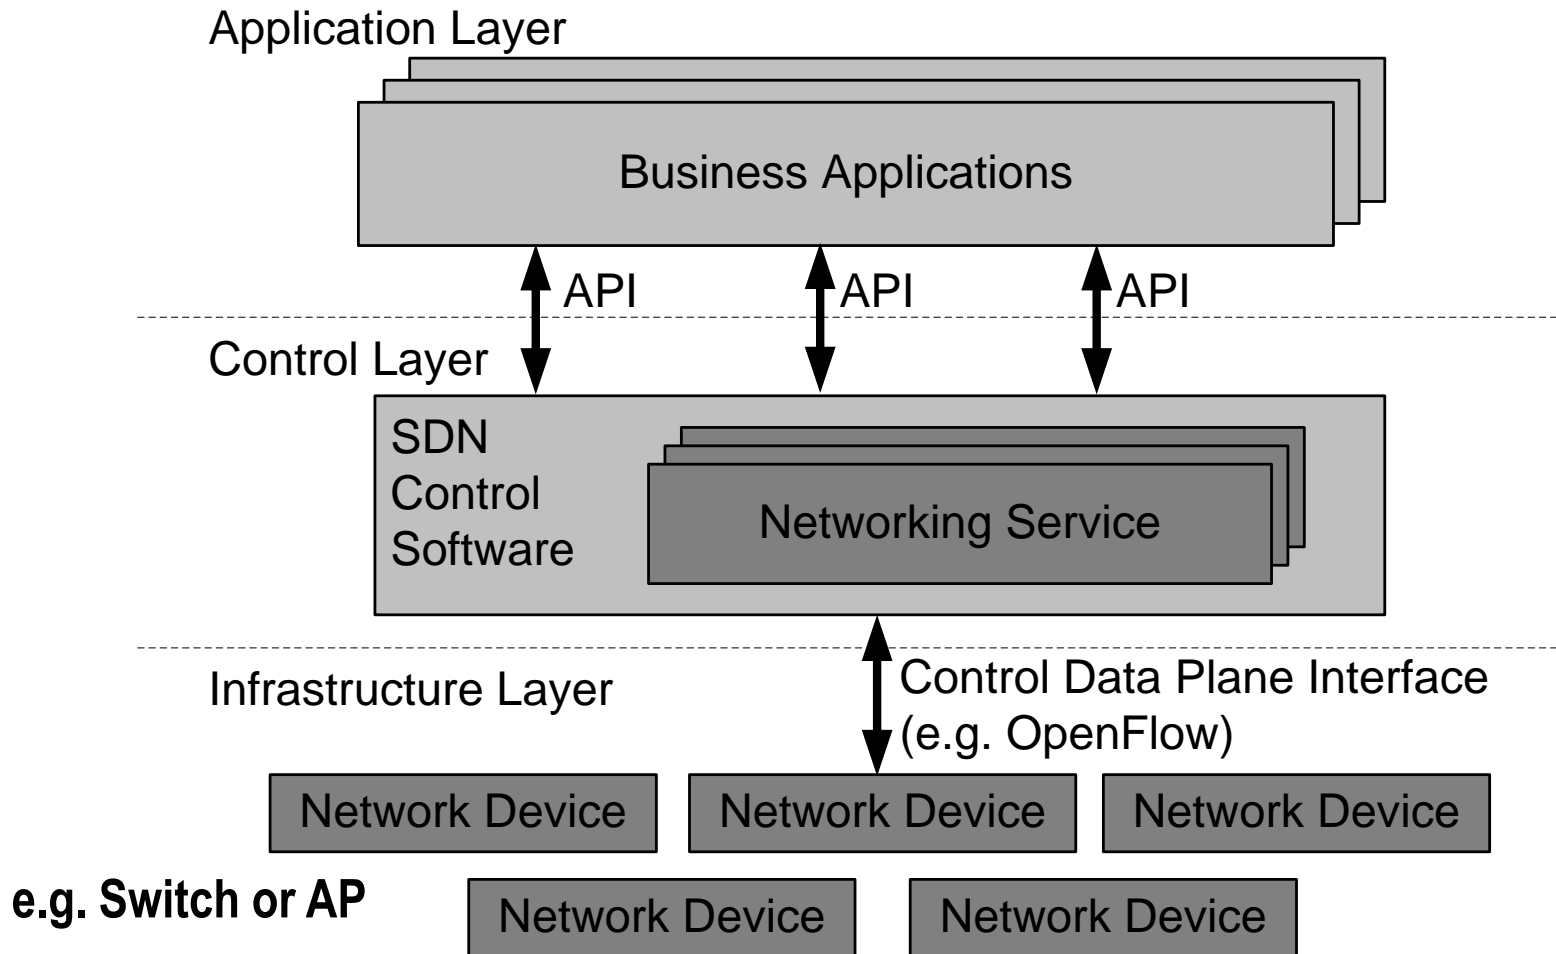 Application Layer
Business Applications
API
API
API
Control Layer
SDN
Control
Software
Networking Service
Infrastructure Layer
Control Data Plane Interface
(e.g. OpenFlow)
Network Device
Network Device
Network Device
e.g. Switch or AP
Network Device
Network Device